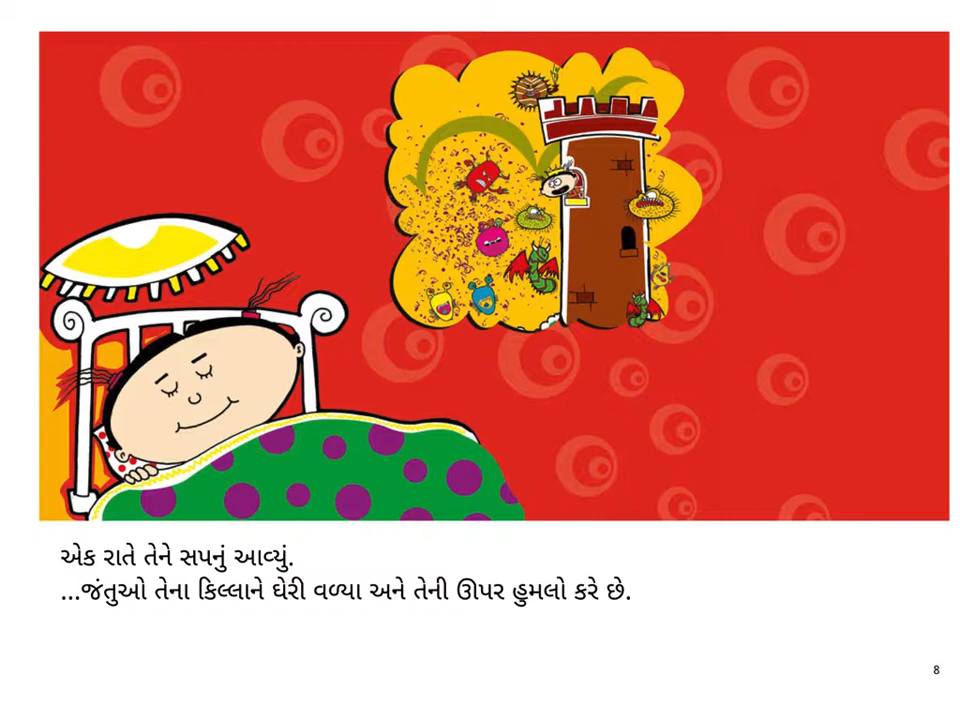 એક રાતે તેને સપનું આવ્યું.
...જંતુઓ તેના કિલ્લાને ઘેરી વળ્યા અને તેની ઊપર હુમલો કરે છે.
8